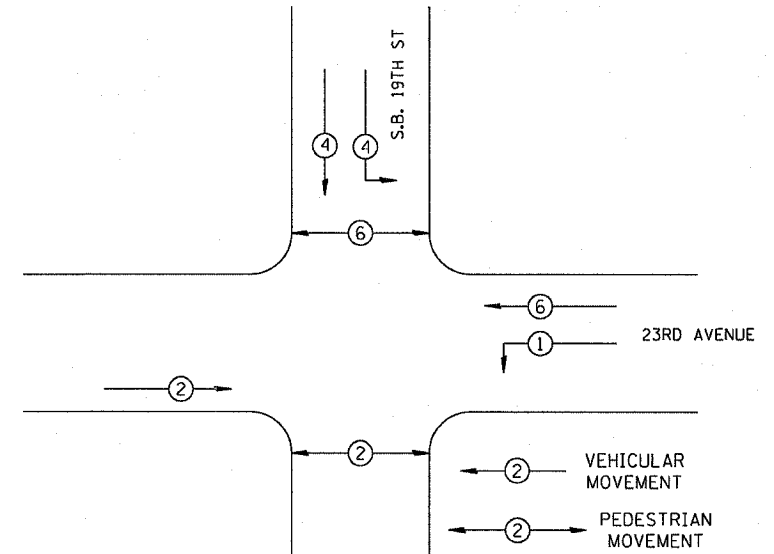 S.B. 19TH ST
4
4
6
6
1
23RD AVENUE
2
2
2
VEHICULAR
MOVEMENT
2
PEDESTRIAN
MOVEMENT